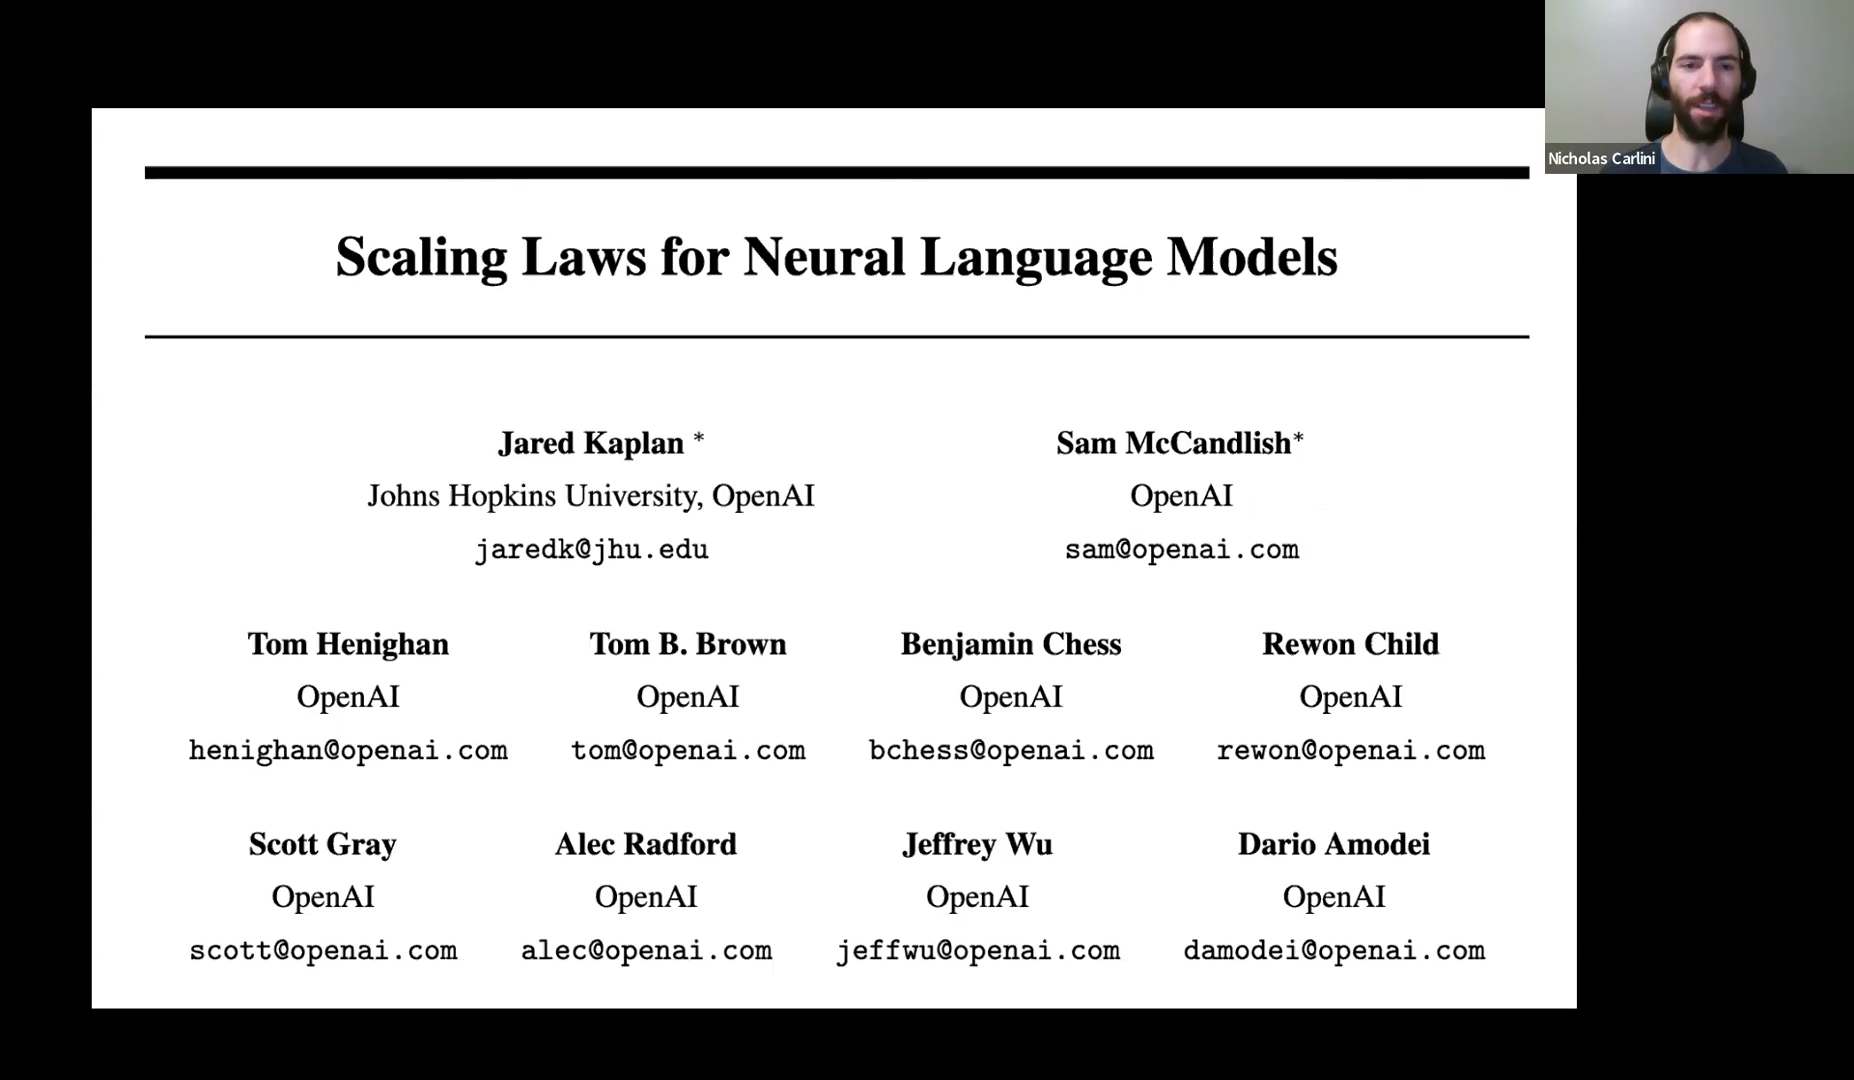 Nicholas Carlini
Scaling Laws for Neural Language Models
Jared Kaplan * Sam McCandlish*
Johns Hopkins University, OpenAI OpenAI
jaredk@jhu.edu sam@openai.com
Tom Henighan Tom B. Brown Benjamin Chess Rewon Child
OpenAI OpenAI OpenAI OpenAI
henighan@openai.com tom@openai.com bchess@openai.com rewon@openai.com
Scott Gray Alec Radford Jeffrey Wu Dario Amodei
OpenAI OpenAI OpenAI OpenAI
scott@openai.com alec@openai.com jeffwu@openai.com damodei@openai.com